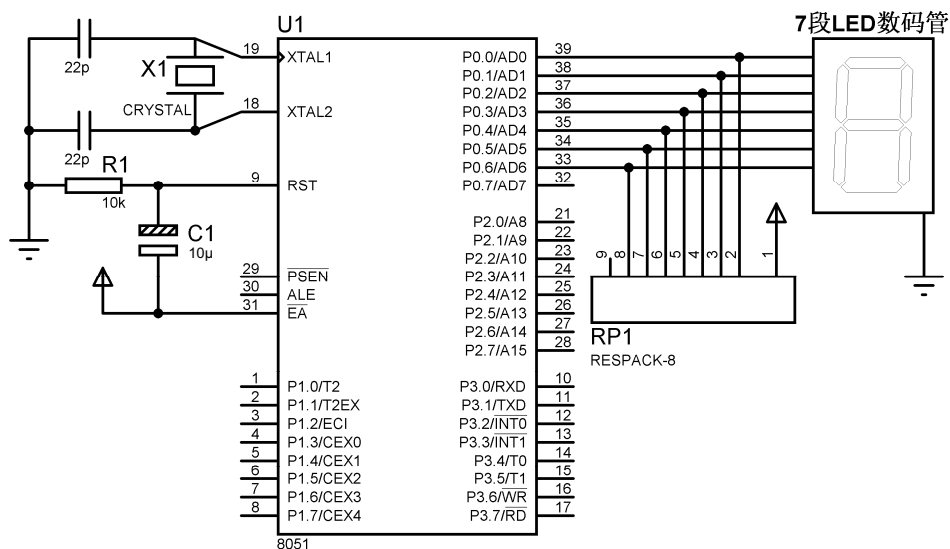 U1
7段LED数码管
22p
X1
CRYSTAL
22p
R1
10k
C1
10µ
19 XTAL1
18 XTAL2
9 RST
29 PSEN
30 ALE
31 EA
1 P1.0/T2
2 P1.1/T2EX
3 P1.2/ECI
4 P1.3/CEX0
5 P1.4/CEX1
6 P1.5/CEX2
7 P1.6/CEX3
8 P1.7/CEX4
P0.0/AD0 39
P0.1/AD1 38
P0.2/AD2 37
P0.3/AD3 36
P0.4/AD4 35
P0.5/AD5 34
P0.6/AD6 33
P0.7/AD7 32
P2.0/A8 21
P2.1/A9 22
P2.2/A10 23
P2.3/A11 24
P2.4/A12 25
P2.5/A13 26
P2.6/A14 27
P2.7/A15 28
P3.0/RXD 10
P3.1/TXD 11
P3.2/INT0 12
P3.3/INT1 13
P3.4/T0 14
P3.5/T1 15
P3.6/WR 16
P3.7/RD 17
8051
9 8 7 6 5 4 3 2 1
RP1
RESPACK-8